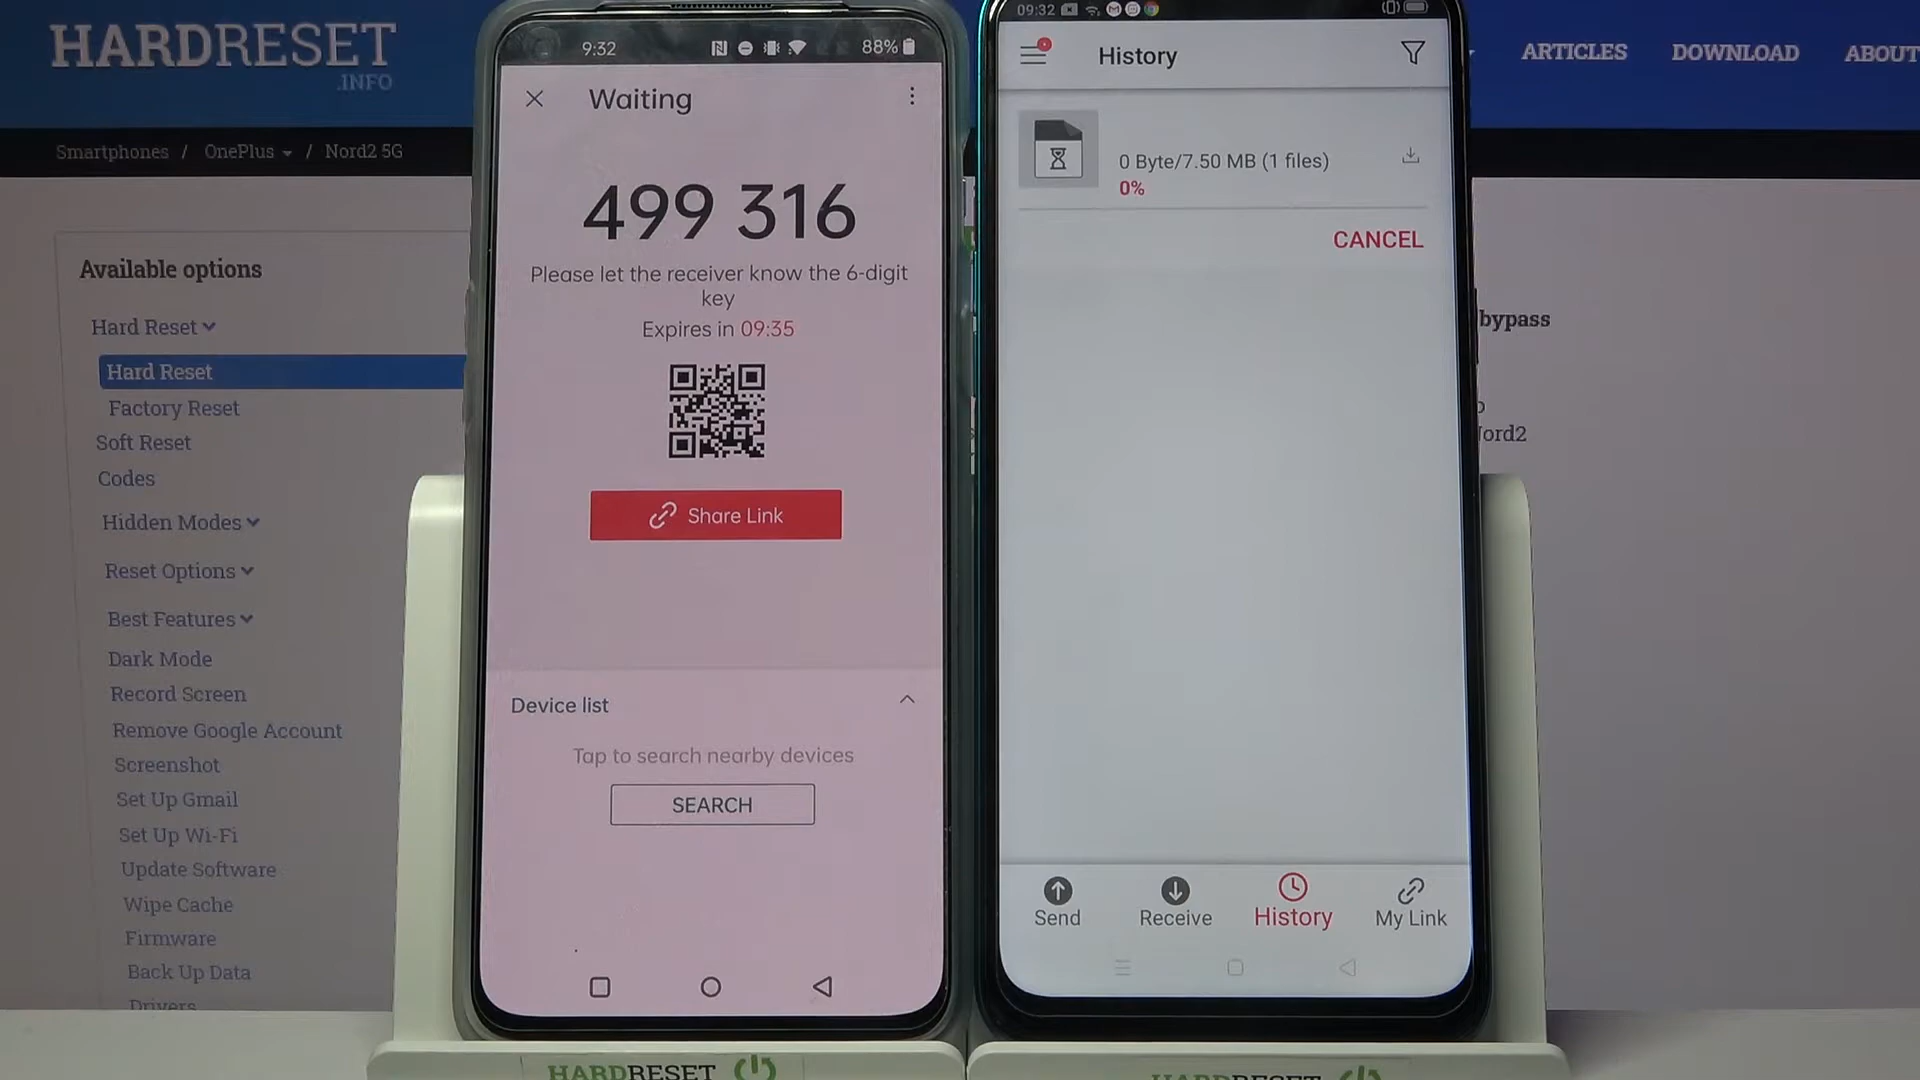 HARDRESET
.INFO
ARTICLES DOWNLOAD ABOUT
Smartphones / OnePlus / Nord2 5G
Available options
Hard Reset
Hard Reset
Factory Reset
Soft Reset
Codes
Hidden Modes
Reset Options
Best Features
Dark Mode
Record Screen
Remove Google Account
Screenshot
Set Up Gmail
Set Up Wi-Fi
Update Software
Wipe Cache
Firmware
Back Up Data
Drivers
9:32 88%
Waiting
499 316
Please let the receiver know the 6-digit
key
Expires in 09:35
Share Link
Device list
Tap to search nearby devices
SEARCH
09:32
History
0 Byte/7.50 MB (1 files)
0%
CANCEL
Send Receive History My Link
bypass
Nord2
HARDRESET
HARDRESET